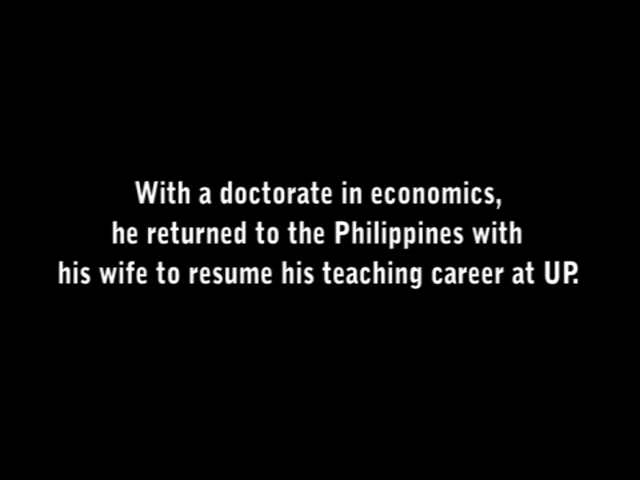 With a doctorate in economics,
he returned to the Philippines with
his wife to resume his teaching career at UP.